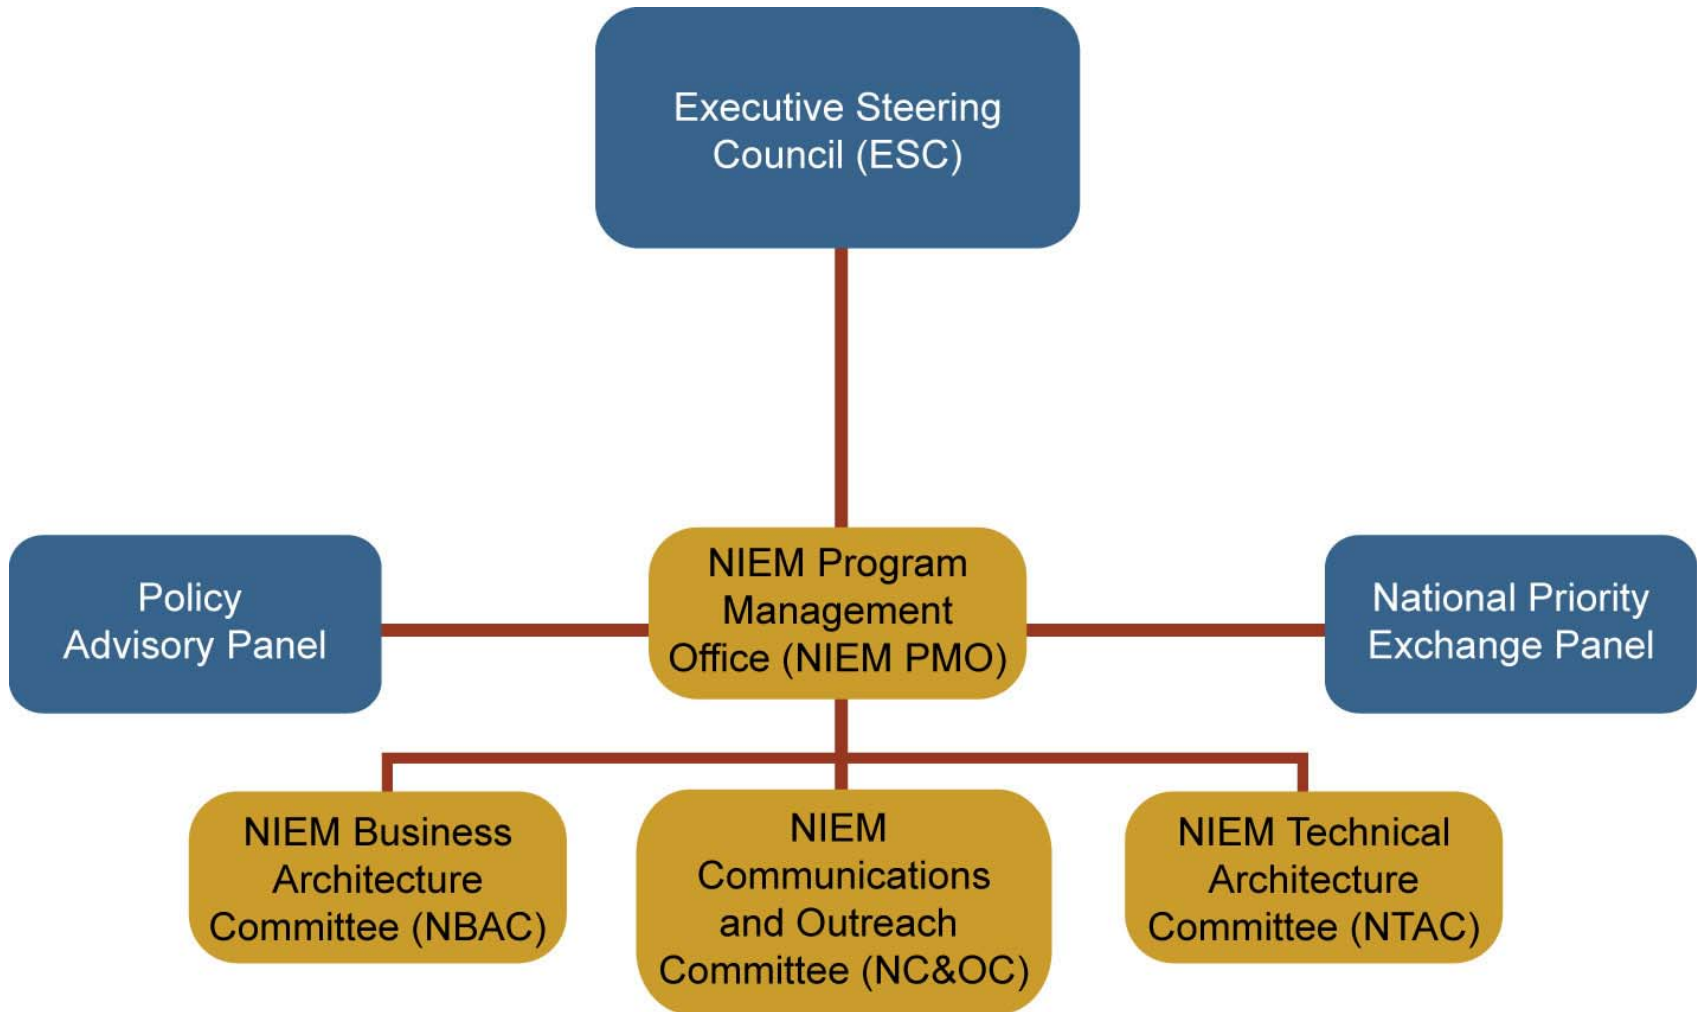 Executive Steering
Council (ESC)
Policy
Advisory Panel
NIEM Program
Management
Office (NIEM PMO)
National Priority
Exchange Panel
NIEM Business
Architecture
Committee (NBAC)
NIEM
Communications
and Outreach
Committee (NC&OC)
NIEM Technical
Architecture
Committee (NTAC)